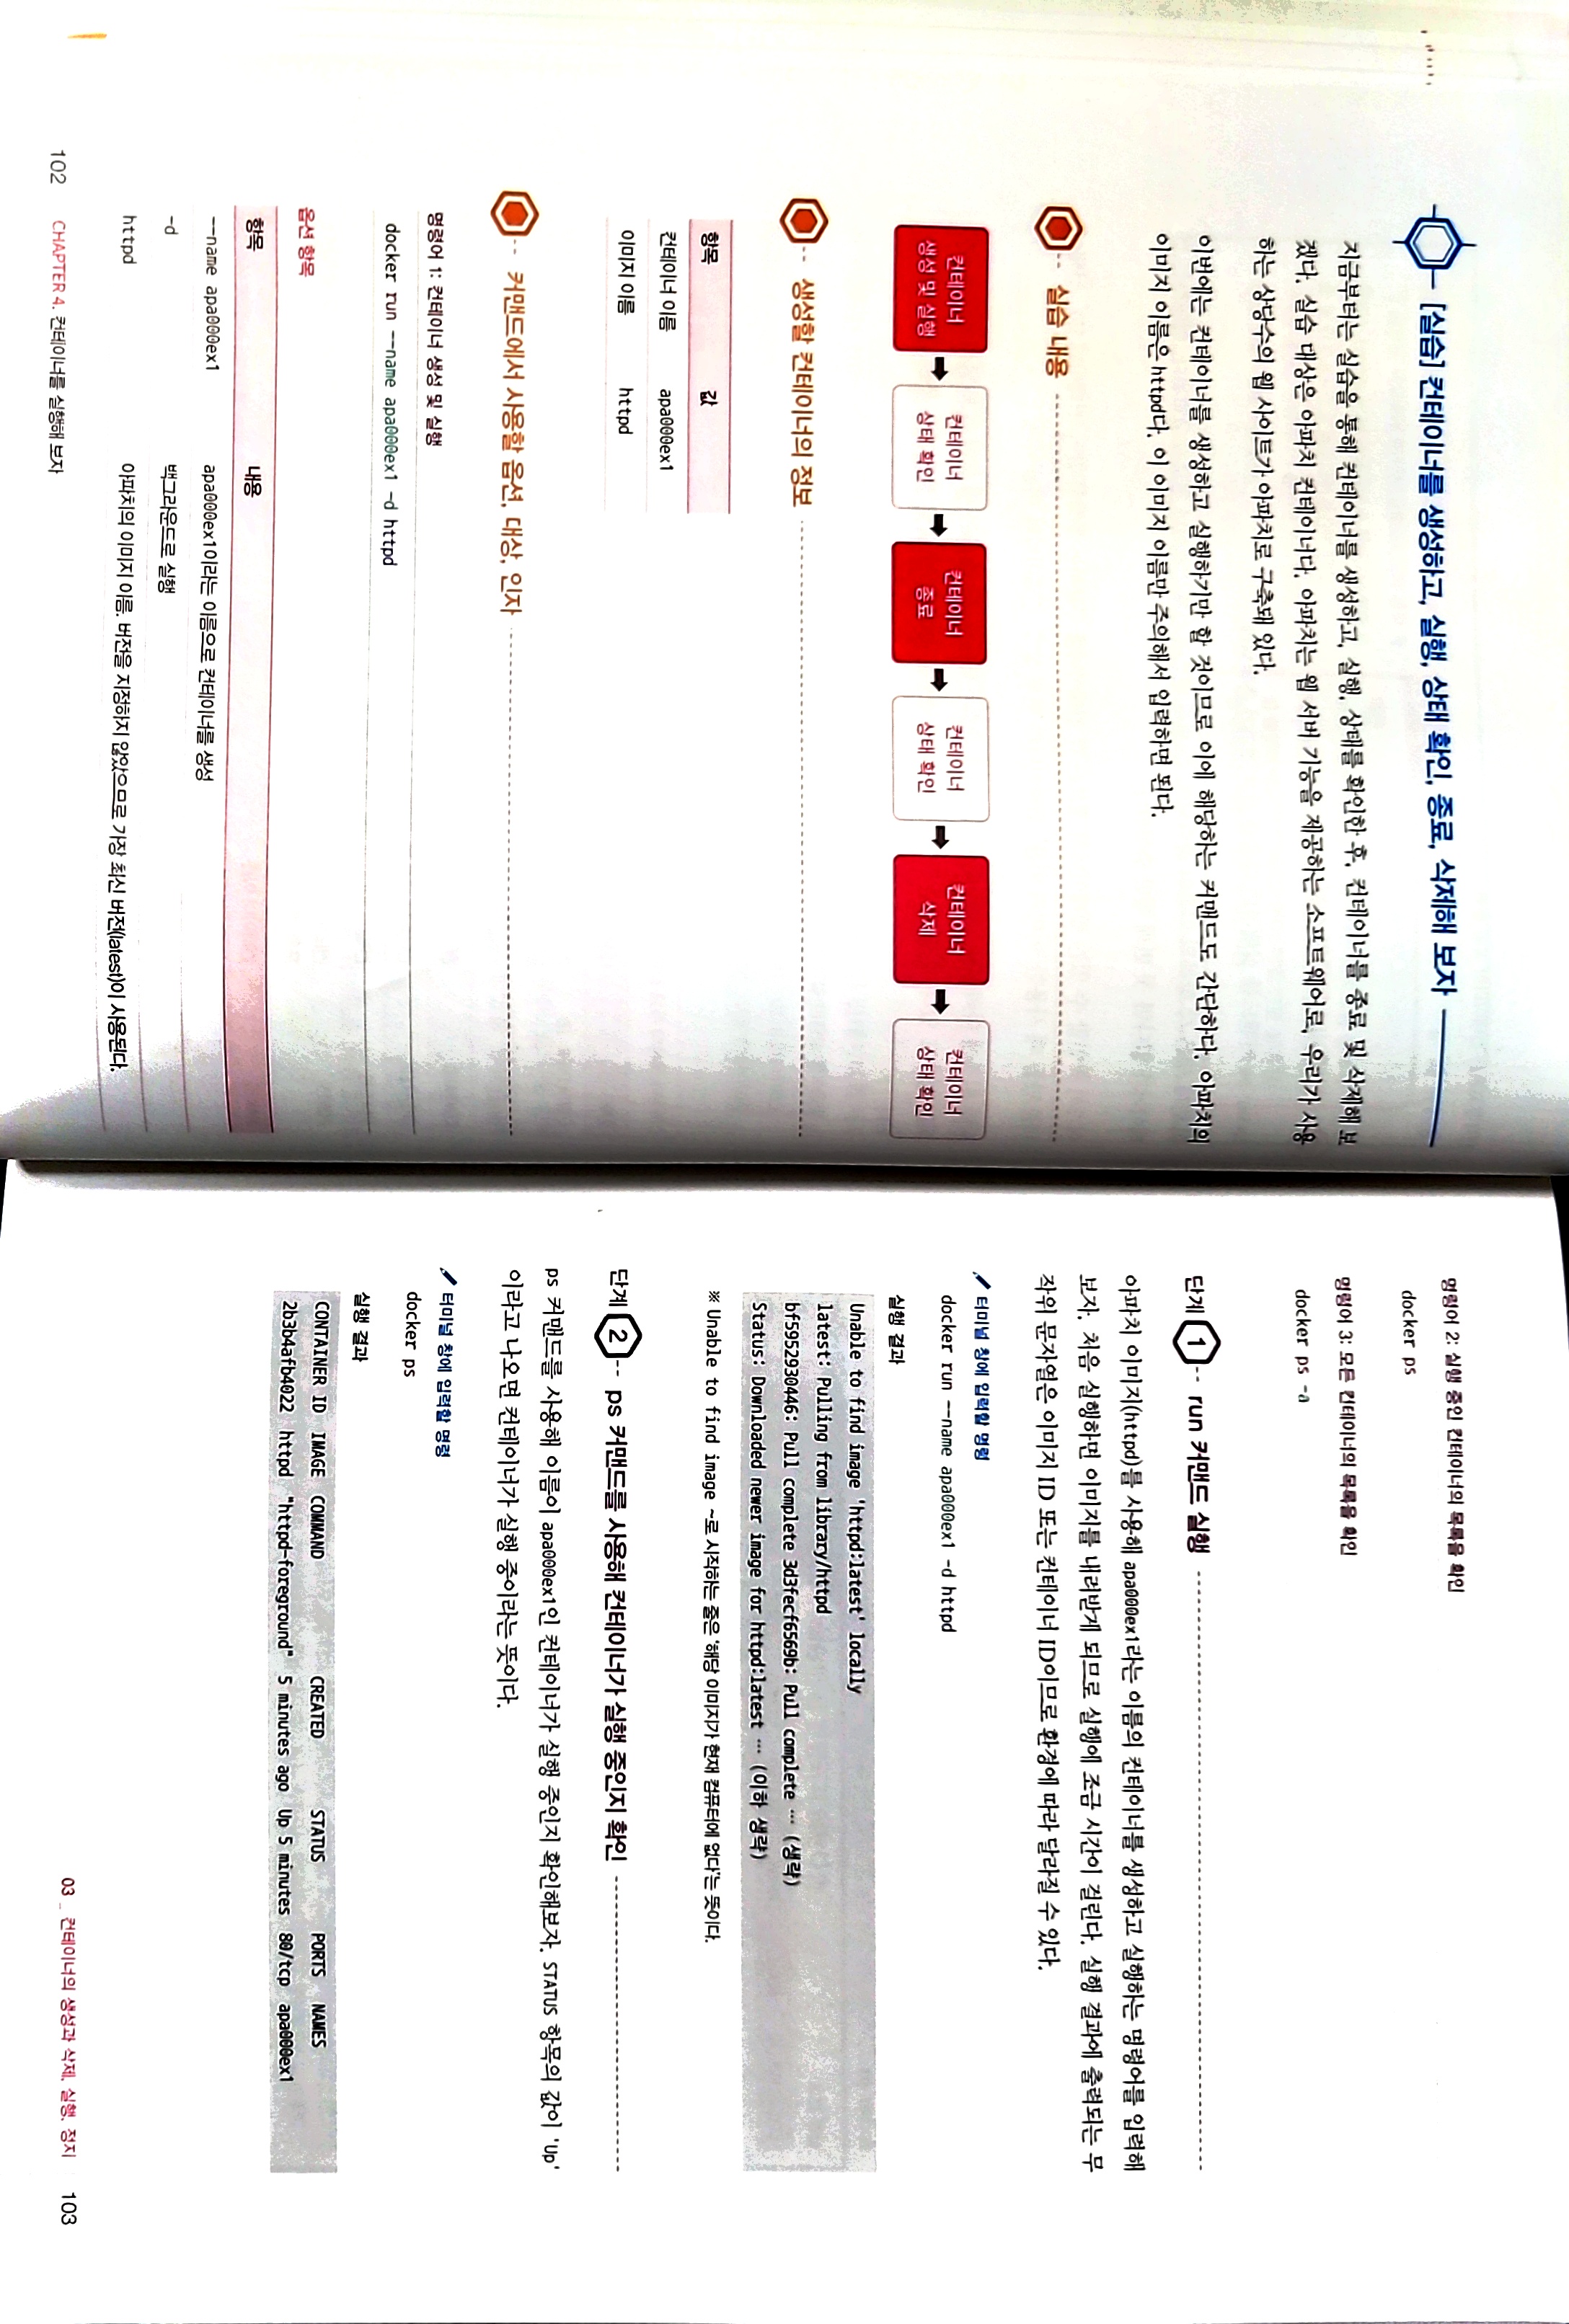 [실습] 컨테이너를 생성하고, 실행, 상태 확인, 종료, 삭제해 보자
지금부터는 실습을 통해 컨테이너를 생성하고, 실행, 상태를 확인한 후, 컨테이너를 종료 및 삭제해 보
겠다. 실습 대상은 아파치 컨테이너다. 아파치는 웹 서버 기능을 제공하는 소프트웨어로, 우리가 사용
하는 상당수의 웹 사이트가 아파치로 구축돼 있다.
이번에는 컨테이너를 생성하고 실행하기만 할 것이므로 이에 해당하는 커맨드도 간단하다. 아파치의
이미지 이름은 httpd다. 이 이미지 이름만 주의해서 입력하면 된다.
실습 내용
컨테이너
생성 및 실행
컨테이너
상태 확인
컨테이너
종료
컨테이너
상태 확인
컨테이너
삭제
컨테이너
상태 확인
생성할 컨테이너의 정보
항목 값
컨테이너 이름 apa000ex1
이미지 이름 httpd
커맨드에서 사용할 옵션, 대상, 인자
명령어 1: 컨테이너 생성 및 실행
docker run --name apa000ex1 -d httpd
옵션 항목
항목 내용
--name apa000ex1 apa000ex1이라는 이름으로 컨테이너를 생성
-d 백그라운드로 실행
httpd 아파치의 이미지 이름. 버전을 지정하지 않았으므로 가장 최신 버전(latest)이 사용된다.
102 CHAPTER 4. 컨테이너를 실행해 보자
명령어 2: 실행 중인 컨테이너의 목록을 확인
docker ps
명령어 3: 모든 컨테이너의 목록을 확인
docker ps -a
단계 1 run 커맨드 실행
아파치 이미지(httpd)를 사용해 apa000ex1라는 이름의 컨테이너를 생성하고 실행하는 명령어를 입력해
보자. 처음 실행하면 이미지를 내려받게 되므로 실행에 조금 시간이 걸린다. 실행 결과에 출력되는 무
작위 문자열은 이미지 ID 또는 컨테이너 ID이므로 환경에 따라 달라질 수 있다.
터미널 창에 입력할 명령
docker run --name apa000ex1 -d httpd
실행 결과
Unable to find image 'httpd:latest' locally
latest: Pulling from library/httpd
bf5952930446: Pull complete 3d3fecf6569b: Pull complete … (생략)
Status: Downloaded newer image for httpd:latest … (이하 생략)
※ Unable to find image ~로 시작하는 줄은 '해당 이미지가 현재 컴퓨터에 없다'는 뜻이다.
단계 2 ps 커맨드를 사용해 컨테이너가 실행 중인지 확인
ps 커맨드를 사용해 이름이 apa000ex1인 컨테이너가 실행 중인지 확인해보자. STATUS 항목의 값이 'Up'
이라고 나오면 컨테이너가 실행 중이라는 뜻이다.
터미널 창에 입력할 명령
docker ps
실행 결과
CONTAINER ID IMAGE COMMAND CREATED STATUS PORTS NAMES
2b3b4afb4022 httpd "httpd-foreground" 5 minutes ago Up 5 minutes 80/tcp apa000ex1
03 _ 컨테이너의 생성과 삭제, 실행, 정지 103